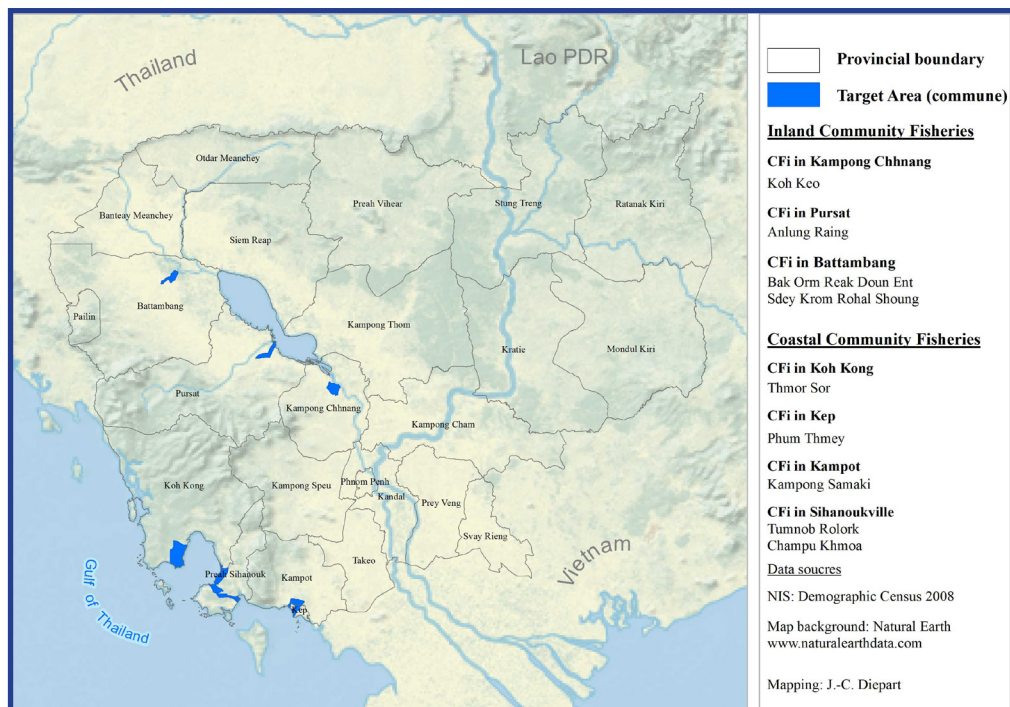 Thailand
Lao PDR
Otdar Meanchey
Banteay Meanchey
Preah Vihear
Stung Treng
Ratanak Kiri
Siem Reap
Battambang
Pailin
Kampong Thom
Kratie
Mondul Kiri
Pursat
Kampong Chhnang
Kampong Cham
Koh Kong
Kampong Speu
Phnom Penh
Kandal
Prey Veng
Svay Rieng
Takeo
Vietnam
Preah Sihanouk
Kampot
Kep
Gulf of Thailand
Provincial boundary
Target Area (commune)
Inland Community Fisheries
CFi in Kampong Chhnang
Koh Keo
CFi in Pursat
Anlung Raing
CFi in Battambang
Bak Orm Reak Doun Ent
Sdey Krom Rohal Shoung
Coastal Community Fisheries
CFi in Koh Kong
Thmor Sor
CFi in Kep
Phum Thmey
CFi in Kampot
Kampong Samaki
CFi in Sihanoukville
Tumnob Rolork
Champu Khmoa
Data soucres
NIS: Demographic Census 2008
Map background: Natural Earth
www.naturalearthdata.com
Mapping: J.-C. Diepart